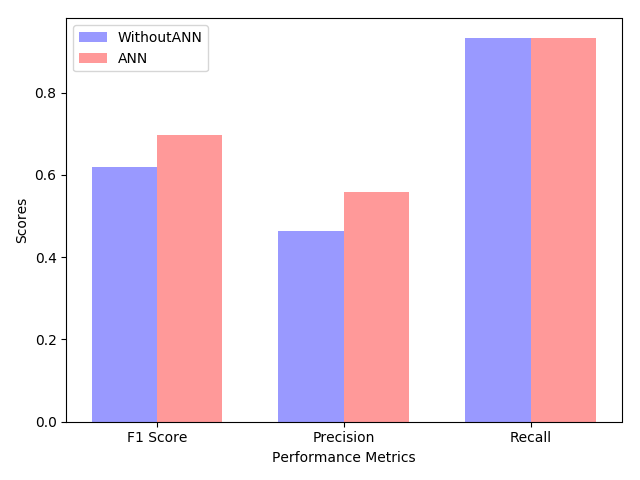 WithoutANN
ANN
Scores
0.8
0.6
0.4
0.2
0.0
F1 Score
Precision
Recall
Performance Metrics